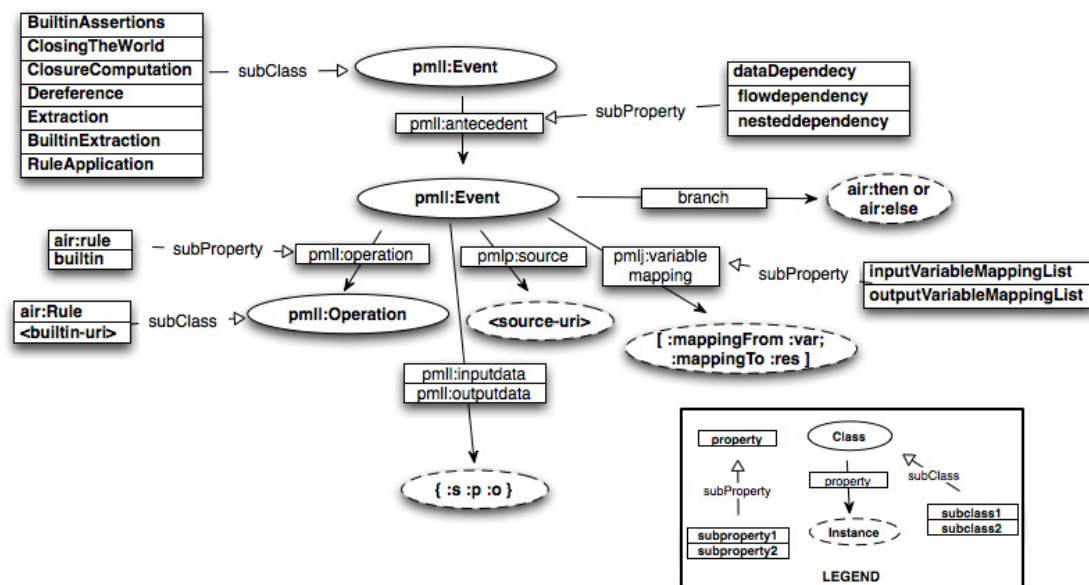 BuiltinAssertions
ClosingTheWorld
ClosureComputation
Dereference
Extraction
BuiltinExtraction
RuleApplication
subClass
pmll:Event
dataDependecy
flowdependency
nesteddependency
subProperty
pmll:antecedent
pmll:Event
branch
air:then or
air:else
air:rule
builtin
subProperty
pmll:operation
pmlp:source
pmlj:variable
mapping
subProperty
inputVariableMappingList
outputVariableMappingList
air:Rule
<builtin-uri>
subClass
pmll:Operation
<source-uri>
[ :mappingFrom :var;
:mappingTo :res ]
pmll:inputdata
pmll:outputdata
{ :s :p :o }
property
subProperty
subproperty1
subproperty2
Class
property
Instance
subClass
subclass1
subclass2
LEGEND